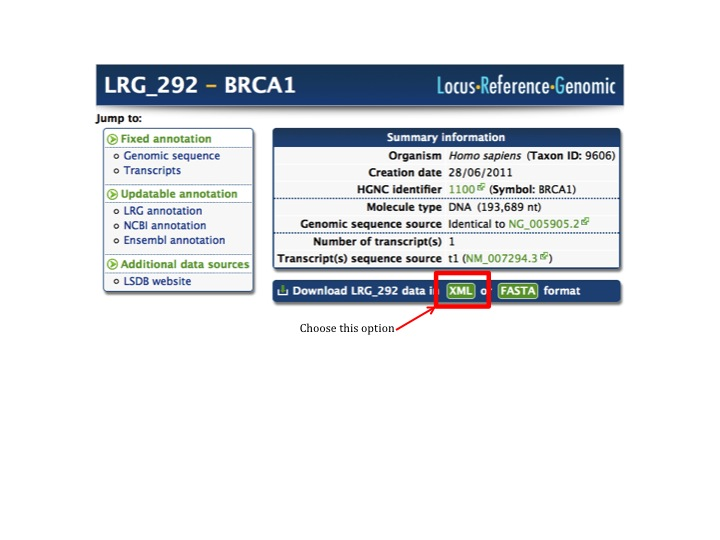 LRG_292 – BRCA1
Locus•Reference•Genomic
Jump to:
Fixed annotation
Genomic sequence
Transcripts
Updatable annotation
LRG annotation
NCBI annotation
Ensembl annotation
Additional data sources
LSDB website
Summary information
Organism Homo sapiens (Taxon ID: 9606)
Creation date 28/06/2011
HGNC identifier 1100 (Symbol: BRCA1)
Molecule type DNA (193,689 nt)
Genomic sequence source Identical to NG_005905.2
Number of transcript(s) 1
Transcript(s) sequence source t1 (NM_007294.3)
Download LRG_292 data in XML or FASTA format
Choose this option